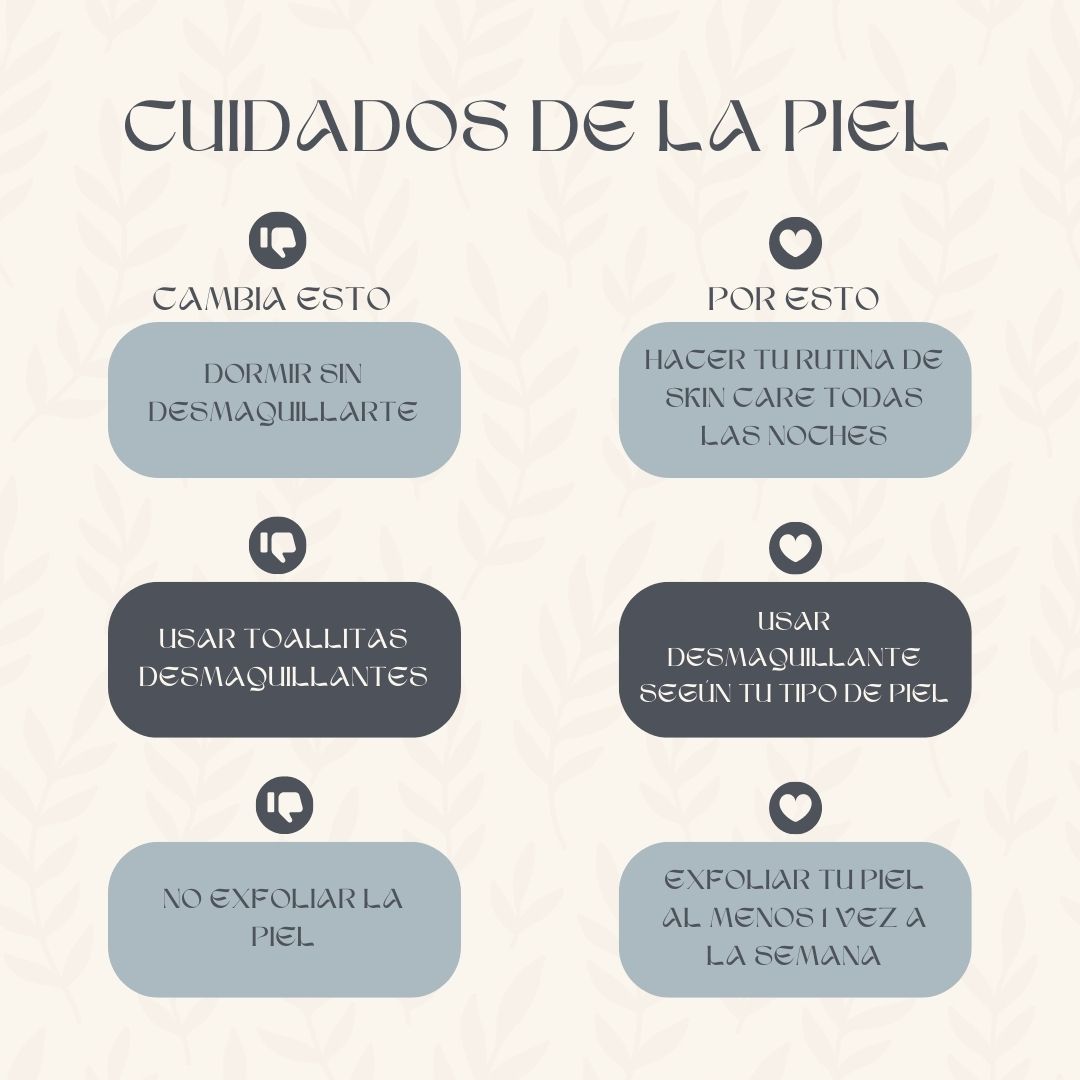 CUIDADOS DE LA PIEL
CAMBIA ESTO
POR ESTO
DORMIR SIN
DESMAQUILLARTE
HACER TU RUTINA DE
SKIN CARE TODAS
LAS NOCHES
USAR TOALLITAS
DESMAQUILLANTES
USAR
DESMAQUILLANTE
SEGÚN TU TIPO DE PIEL
NO EXFOLIAR LA
PIEL
EXFOLIAR TU PIEL
AL MENOS 1 VEZ A
LA SEMANA